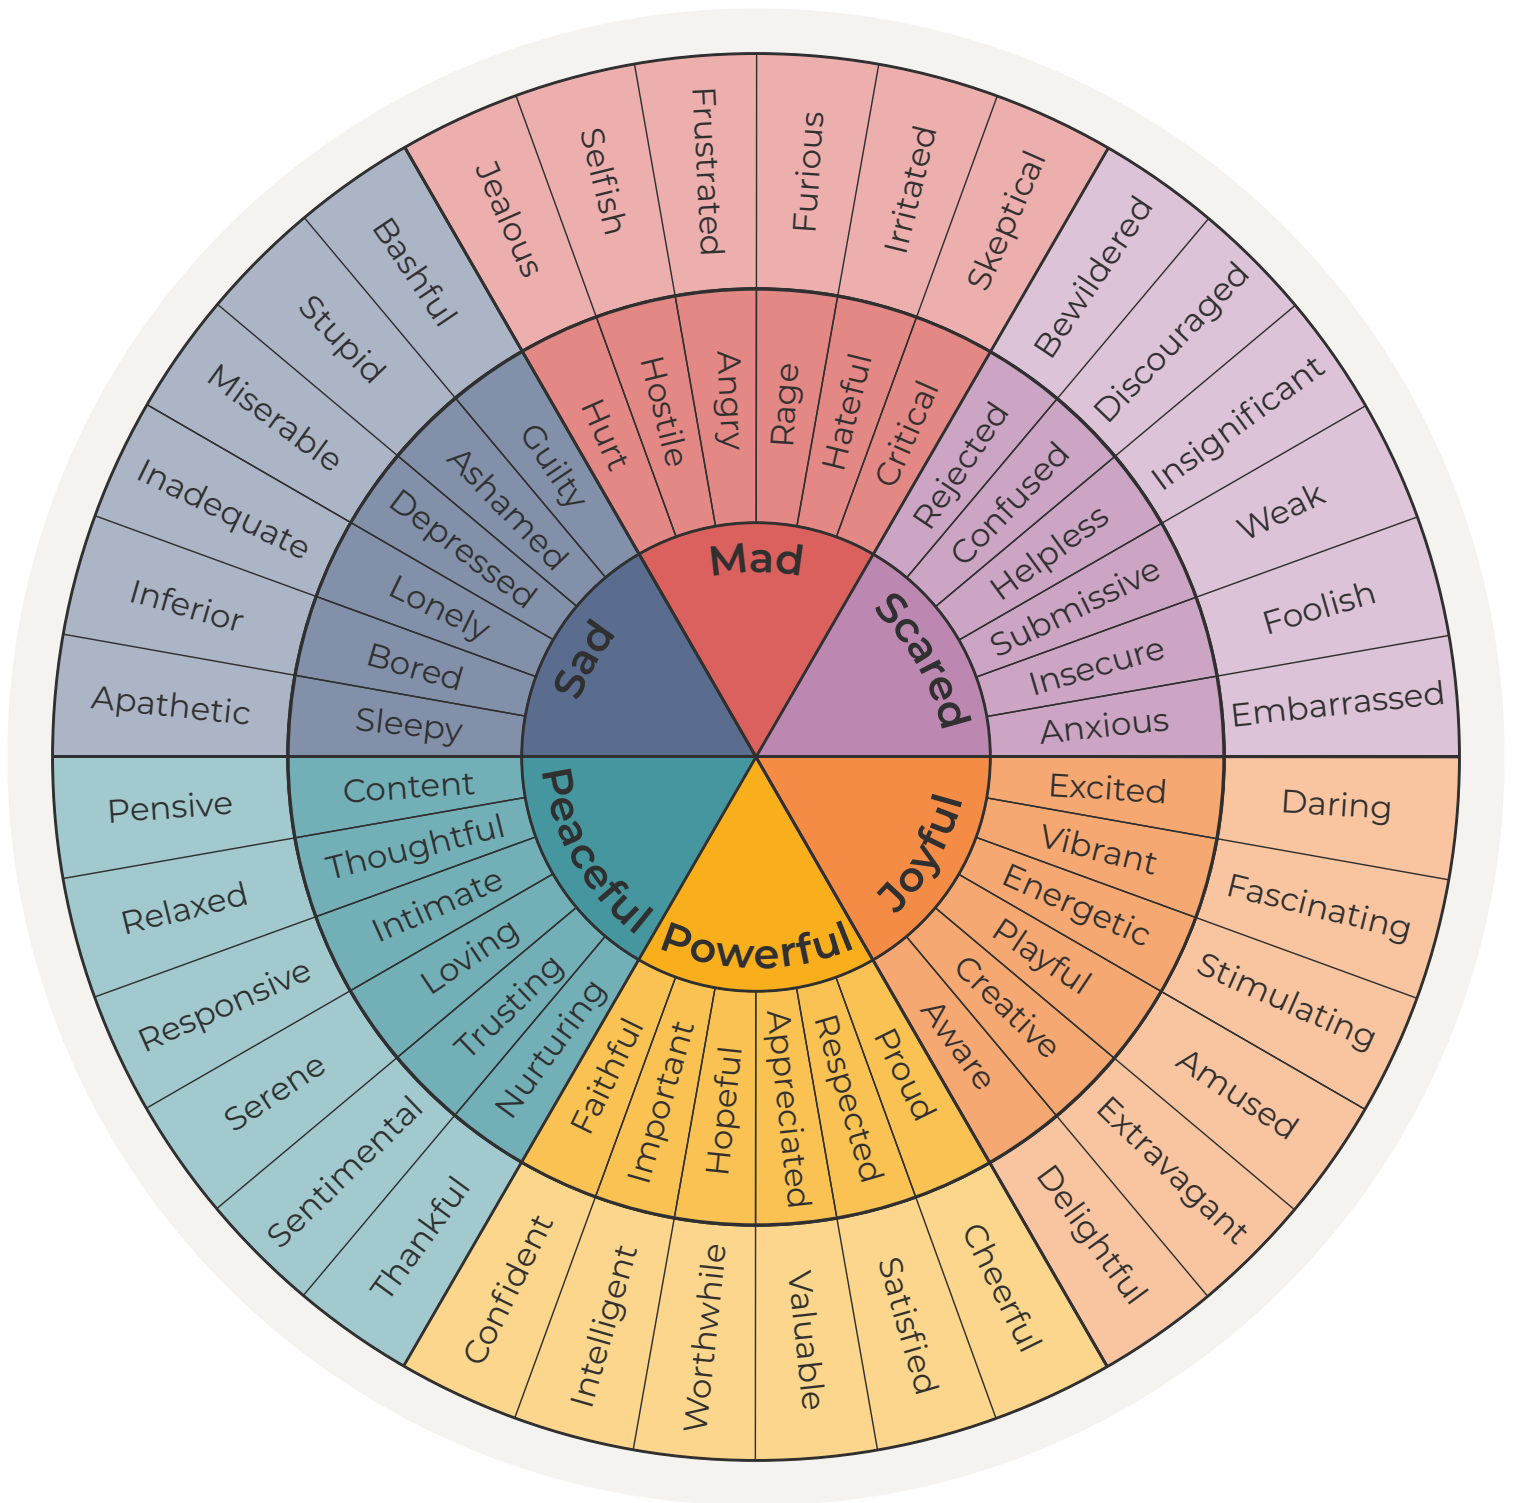 Mad
Scared
Joyful
Powerful
Peaceful
Sad
Hurt
Hostile
Angry
Rage
Hateful
Critical
Rejected
Confused
Helpless
Submissive
Insecure
Anxious
Excited
Vibrant
Energetic
Playful
Creative
Aware
Proud
Respected
Appreciated
Hopeful
Important
Faithful
Nurturing
Trusting
Loving
Intimate
Thoughtful
Content
Sleepy
Bored
Lonely
Depressed
Ashamed
Guilty
Jealous
Selfish
Frustrated
Furious
Irritated
Skeptical
Bewildered
Discouraged
Insignificant
Weak
Foolish
Embarrassed
Daring
Fascinating
Stimulating
Amused
Extravagant
Delightful
Cheerful
Satisfied
Valuable
Worthwhile
Intelligent
Confident
Thankful
Sentimental
Serene
Responsive
Relaxed
Pensive
Apathetic
Inferior
Inadequate
Miserable
Stupid
Bashful